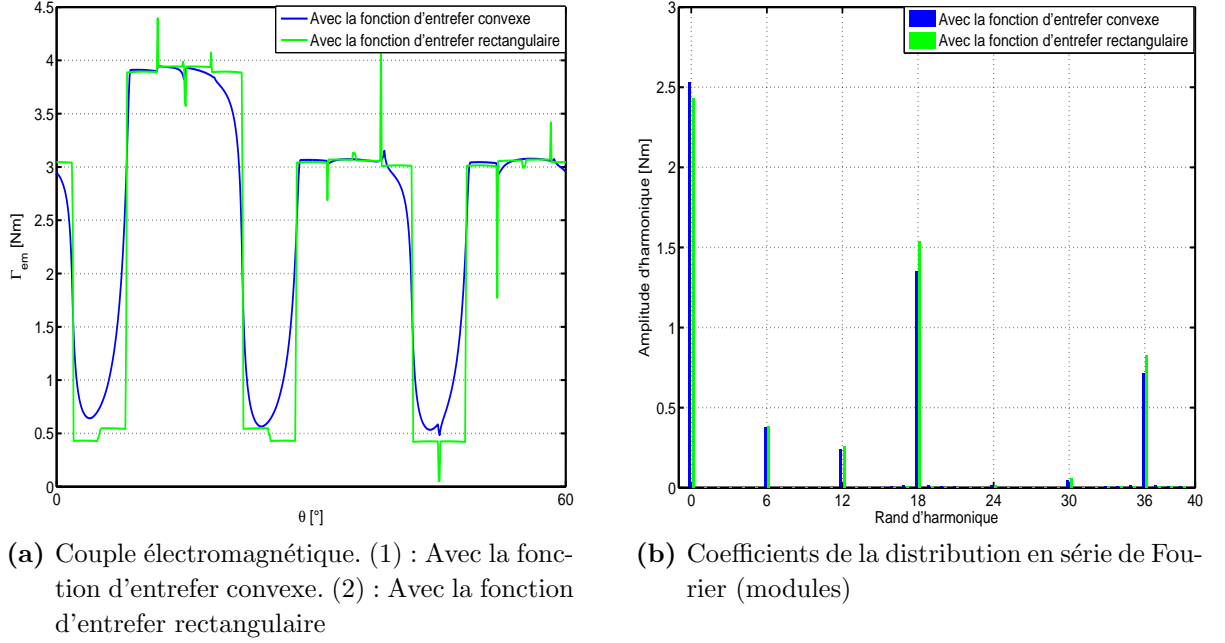 Avec la fonction d'entrefer convexe
Avec la fonction d'entrefer rectangulaire
4.5
4
3.5
3
2.5
2
1.5
1
0.5
0
Γem [Nm]
0
60
θ [°]
Avec la fonction d'entrefer convexe
Avec la fonction d'entrefer rectangulaire
3
2.5
2
1.5
1
0.5
0
Amplitude d'harmonique [Nm]
0 6 12 18 24 30 36 40
Rand d'harmonique
(a) Couple électromagnétique. (1) : Avec la fonc-
tion d'entrefer convexe. (2) : Avec la fonction
d'entrefer rectangulaire
(b) Coefficients de la distribution en série de Fou-
rier (modules)